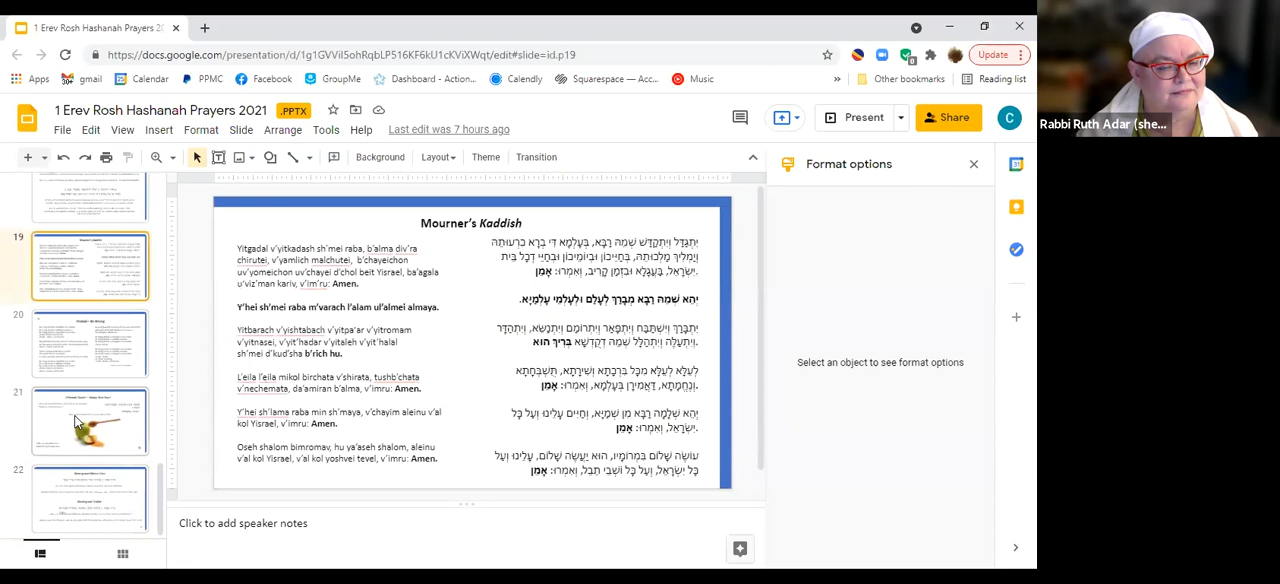 1 Erev Rosh Hashanah Prayers 20
https://docs.google.com/presentation/d/1g1GVViI5ohRqbLP516KF6kU1cKViXWqt/edit#slide=id.p19
Update
Apps gmail Calendar PPMC Facebook GroupMe Dashboard - Action... Calendly Squarespace — Acc... Music » Other bookmarks Reading list
Rabbi Ruth Adar (she...
1 Erev Rosh Hashanah Prayers 2021 .PPTX
File Edit View Insert Format Slide Arrange Tools Help Last edit was 7 hours ago
Present Share C
Background Layout Theme Transition
Format options
Select an object to see format options
19
20
21
22
Mourner's Kaddish
Yitgadal v'yitkadash sh'mei raba, b'alma div'ra
chirutei, v'yamlich malchutei, b'chayeichon
uv'yomeichon uv'chayei d'chol beit Yisrael, ba'agala
uv'z'man kariv, v'im'ru: Amen.
Y'hei sh'mei raba m'varach l'alam ul'almei almaya.
Yitbarach v'yishtabach v'yitpa'ar v'yitromam
v'yitnasei, v'yit'hadar v'yitaleh v'yit'halal
sh'mei d'kudsha b'rich hu.
L'eila l'eila mikol birchata v'shirata, tushb'chata
v'nechemata, da'amiran b'alma, v'imru: Amen.
Y'hei sh'lama raba min sh'maya, v'chayim aleinu v'al
kol Yisrael, v'imru: Amen.
Oseh shalom bimromav, hu ya'aseh shalom, aleinu
v'al kol Yisrael, v'al kol yoshvei tevel, v'imru: Amen.
יִתְגַּדַּל וְיִתְקַדַּשׁ שְׁמֵהּ רַבָּא, בְּעָלְמָא דִּי בְרָא כִרְעוּתֵהּ
וְיַמְלִיךְ מַלְכוּתֵהּ, בְּחַיֵּיכוֹן וּבְיוֹמֵיכוֹן וּבְחַיֵּי דְכָל בֵּית
יִשְׂרָאֵל, בַּעֲגָלָא וּבִזְמַן קָרִיב, וְאִמְרוּ: אָמֵן.
יְהֵא שְׁמֵהּ רַבָּא מְבָרַךְ לְעָלַם וּלְעָלְמֵי עָלְמַיָּא.
יִתְבָּרַךְ וְיִשְׁתַּבַּח וְיִתְפָּאַר וְיִתְרוֹמַם וְיִתְנַשֵּׂא, וְיִתְהַדָּר
וְיִתְעַלֶּה וְיִתְהַלָּל שְׁמֵהּ דְקֻדְשָׁא בְּרִיךְ הוּא.
לְעֵלָּא לְעֵלָּא מִכָּל בִּרְכָתָא וְשִׁירָתָא, תֻּשְׁבְּחָתָא
וְנֶחֱמָתָא, דַּאֲמִירָן בְּעָלְמָא, וְאִמְרוּ: אָמֵן.
יְהֵא שְׁלָמָה רַבָּא מִן שְׁמַיָּא, וְחַיִּים עָלֵינוּ וְעַל כָּל
יִשְׂרָאֵל, וְאִמְרוּ: אָמֵן.
עוֹשֶׂה שָׁלוֹם בִּמְרוֹמָיו, הוּא יַעֲשֶׂה שָׁלוֹם, עָלֵינוּ וְעַל
כָּל יִשְׂרָאֵל, וְעַל כָּל יוֹשְׁבֵי תֵבֵל, וְאִמְרוּ: אָמֵן
Click to add speaker notes